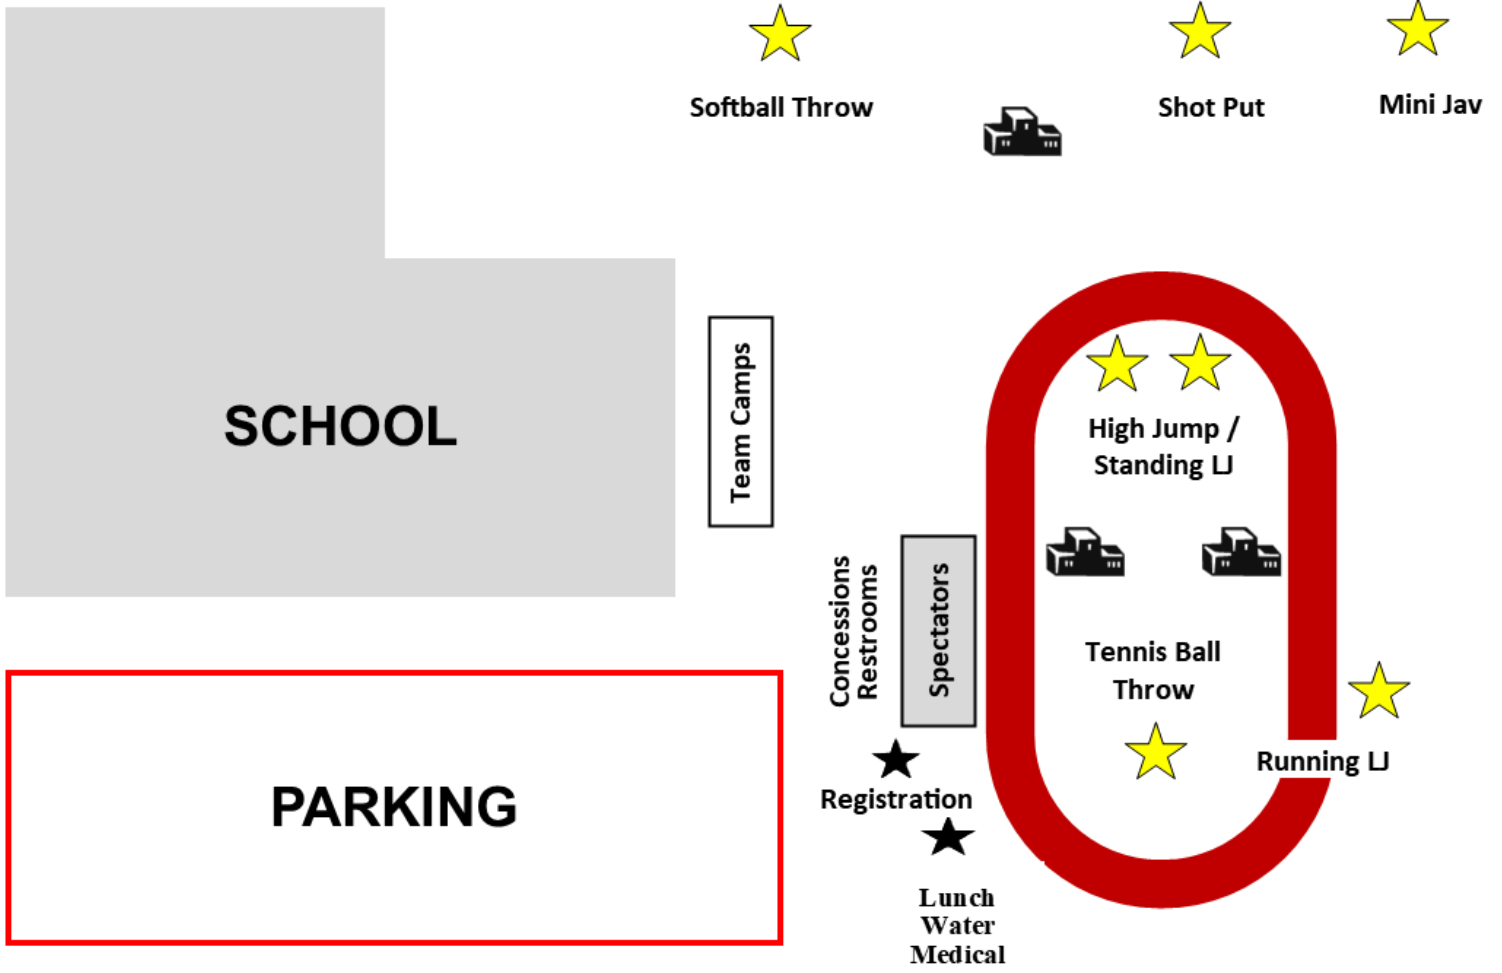 Softball Throw
Shot Put
Mini Jav
SCHOOL
Team Camps
High Jump /
Standing LJ
Concessions
Restrooms
Spectators
Tennis Ball
Throw
Running LJ
PARKING
Registration
Lunch
Water
Medical